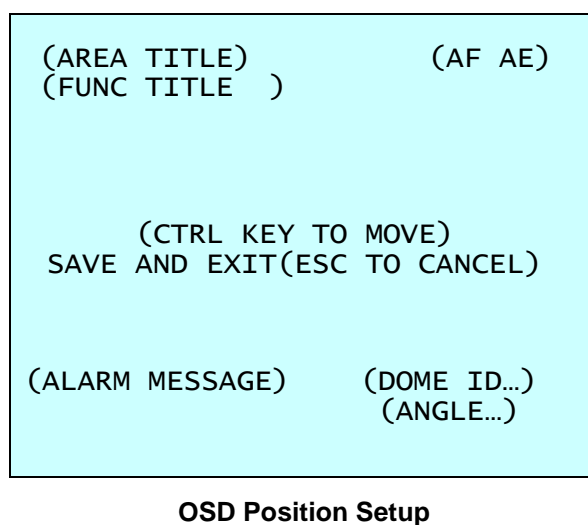 (AREA TITLE) (AF AE)
(FUNC TITLE )
(CTRL KEY TO MOVE)
SAVE AND EXIT(ESC TO CANCEL)
(ALARM MESSAGE) (DOME ID…)
(ANGLE…)
OSD Position Setup